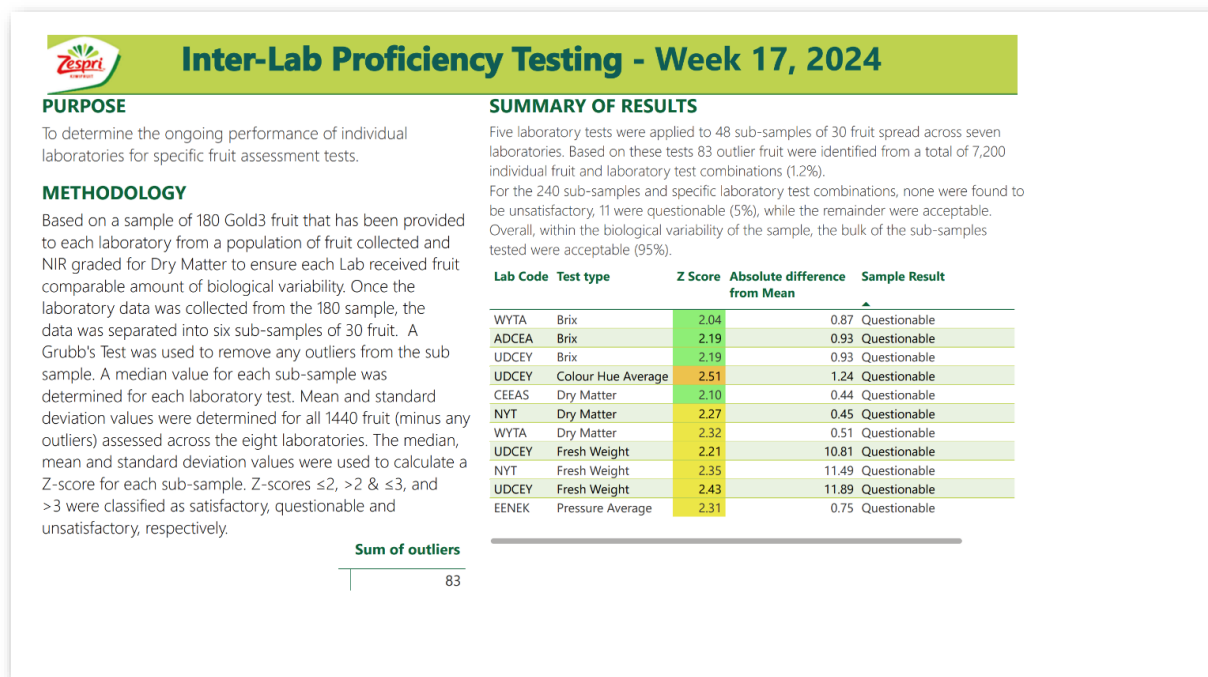 Zespri
KIWIFRUIT
Inter-Lab Proficiency Testing - Week 17, 2024
PURPOSE
To determine the ongoing performance of individual
laboratories for specific fruit assessment tests.
METHODOLOGY
Based on a sample of 180 Gold3 fruit that has been provided
to each laboratory from a population of fruit collected and
NIR graded for Dry Matter to ensure each Lab received fruit
comparable amount of biological variability. Once the
laboratory data was collected from the 180 sample, the
data was separated into six sub-samples of 30 fruit. A
Grubb's Test was used to remove any outliers from the sub
sample. A median value for each sub-sample was
determined for each laboratory test. Mean and standard
deviation values were determined for all 1440 fruit (minus any
outliers) assessed across the eight laboratories. The median,
mean and standard deviation values were used to calculate a
Z-score for each sub-sample. Z-scores ≤2, >2 & ≤3, and
>3 were classified as satisfactory, questionable and
unsatisfactory, respectively.
Sum of outliers
83
SUMMARY OF RESULTS
Five laboratory tests were applied to 48 sub-samples of 30 fruit spread across seven
laboratories. Based on these tests 83 outlier fruit were identified from a total of 7,200
individual fruit and laboratory test combinations (1.2%).
For the 240 sub-samples and specific laboratory test combinations, none were found to
be unsatisfactory, 11 were questionable (5%), while the remainder were acceptable.
Overall, within the biological variability of the sample, the bulk of the sub-samples
tested were acceptable (95%).
Lab Code Test type Z Score Absolute difference Sample Result
from Mean
WYTA Brix 2.04 0.87 Questionable
ADCEA Brix 2.19 0.93 Questionable
UDCEY Brix 2.19 0.93 Questionable
UDCEY Colour Hue Average 2.51 1.24 Questionable
CEEAS Dry Matter 2.10 0.44 Questionable
NYT Dry Matter 2.27 0.45 Questionable
WYTA Dry Matter 2.32 0.51 Questionable
UDCEY Fresh Weight 2.21 10.81 Questionable
NYT Fresh Weight 2.35 11.49 Questionable
UDCEY Fresh Weight 2.43 11.89 Questionable
EENEK Pressure Average 2.31 0.75 Questionable